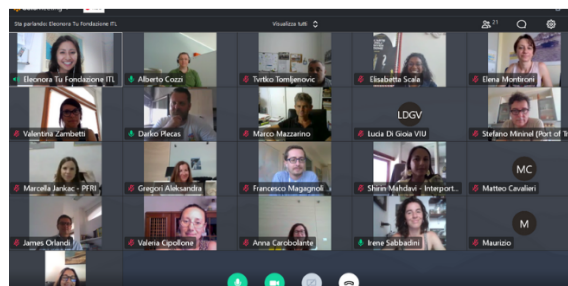 Sta parlando: Eleonora Tu Fondazione ITL
Visualizza tutti
21
Eleonora Tu Fondazione ITL
Alberto Cozzi
Tvrtko Tomljenovic
Elisabetta Scala
Elena Montironi
Valentina Zambetti
Darko Plecas
Marco Mazzarino
LDGV
Lucia Di Gioia VIU
Stefano Mininel (Port of
Marcella Jankac - PFRI
Gregori Aleksandra
Francesco Magagnoli
Shirin Mahdavi - Interport...
MC
Matteo Cavalieri
James Orlandi
Valeria Cipollone
Anna Carobolante
Irene Sabbadini
M
Maurizio